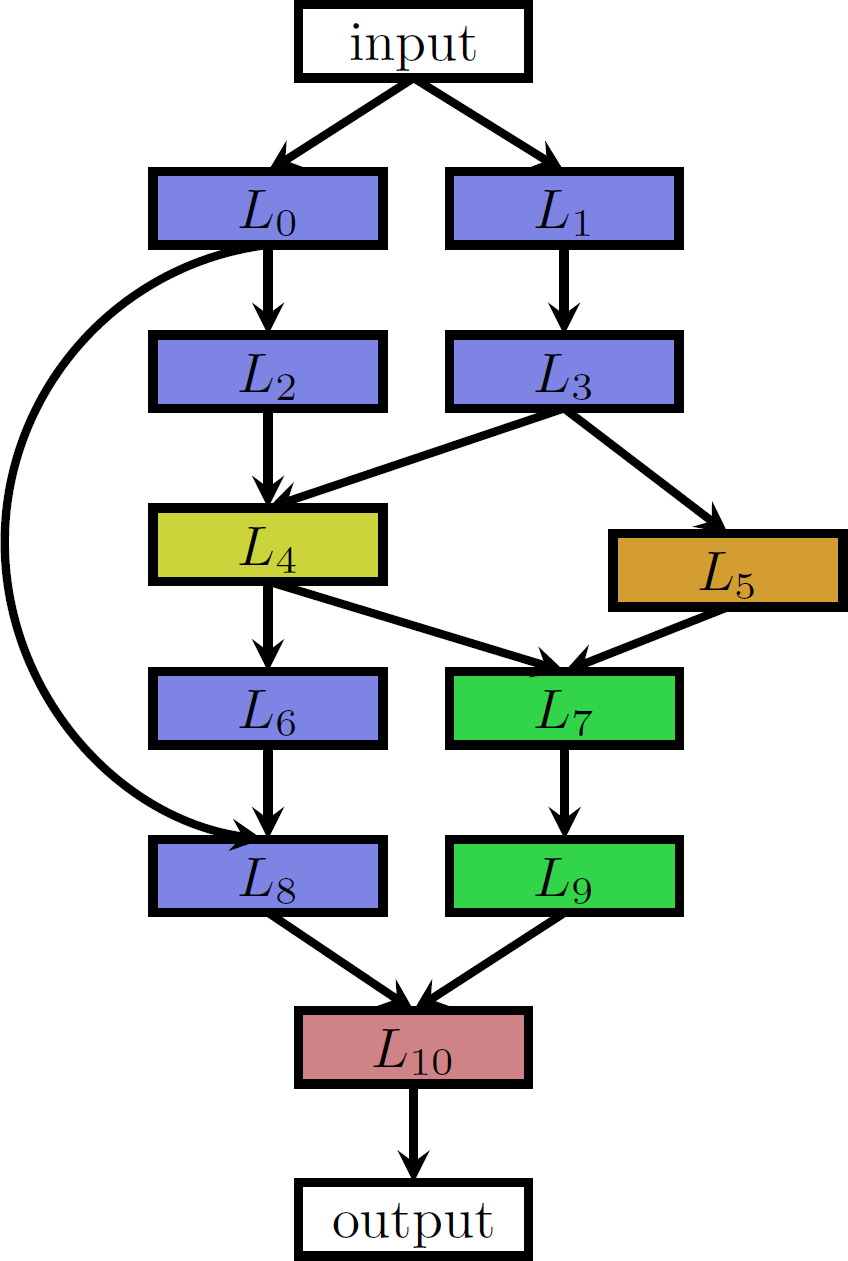 input
L₀
L₁
L₂
L₃
L₄
L₅
L₆
L₇
L₈
L₉
L₁₀
output